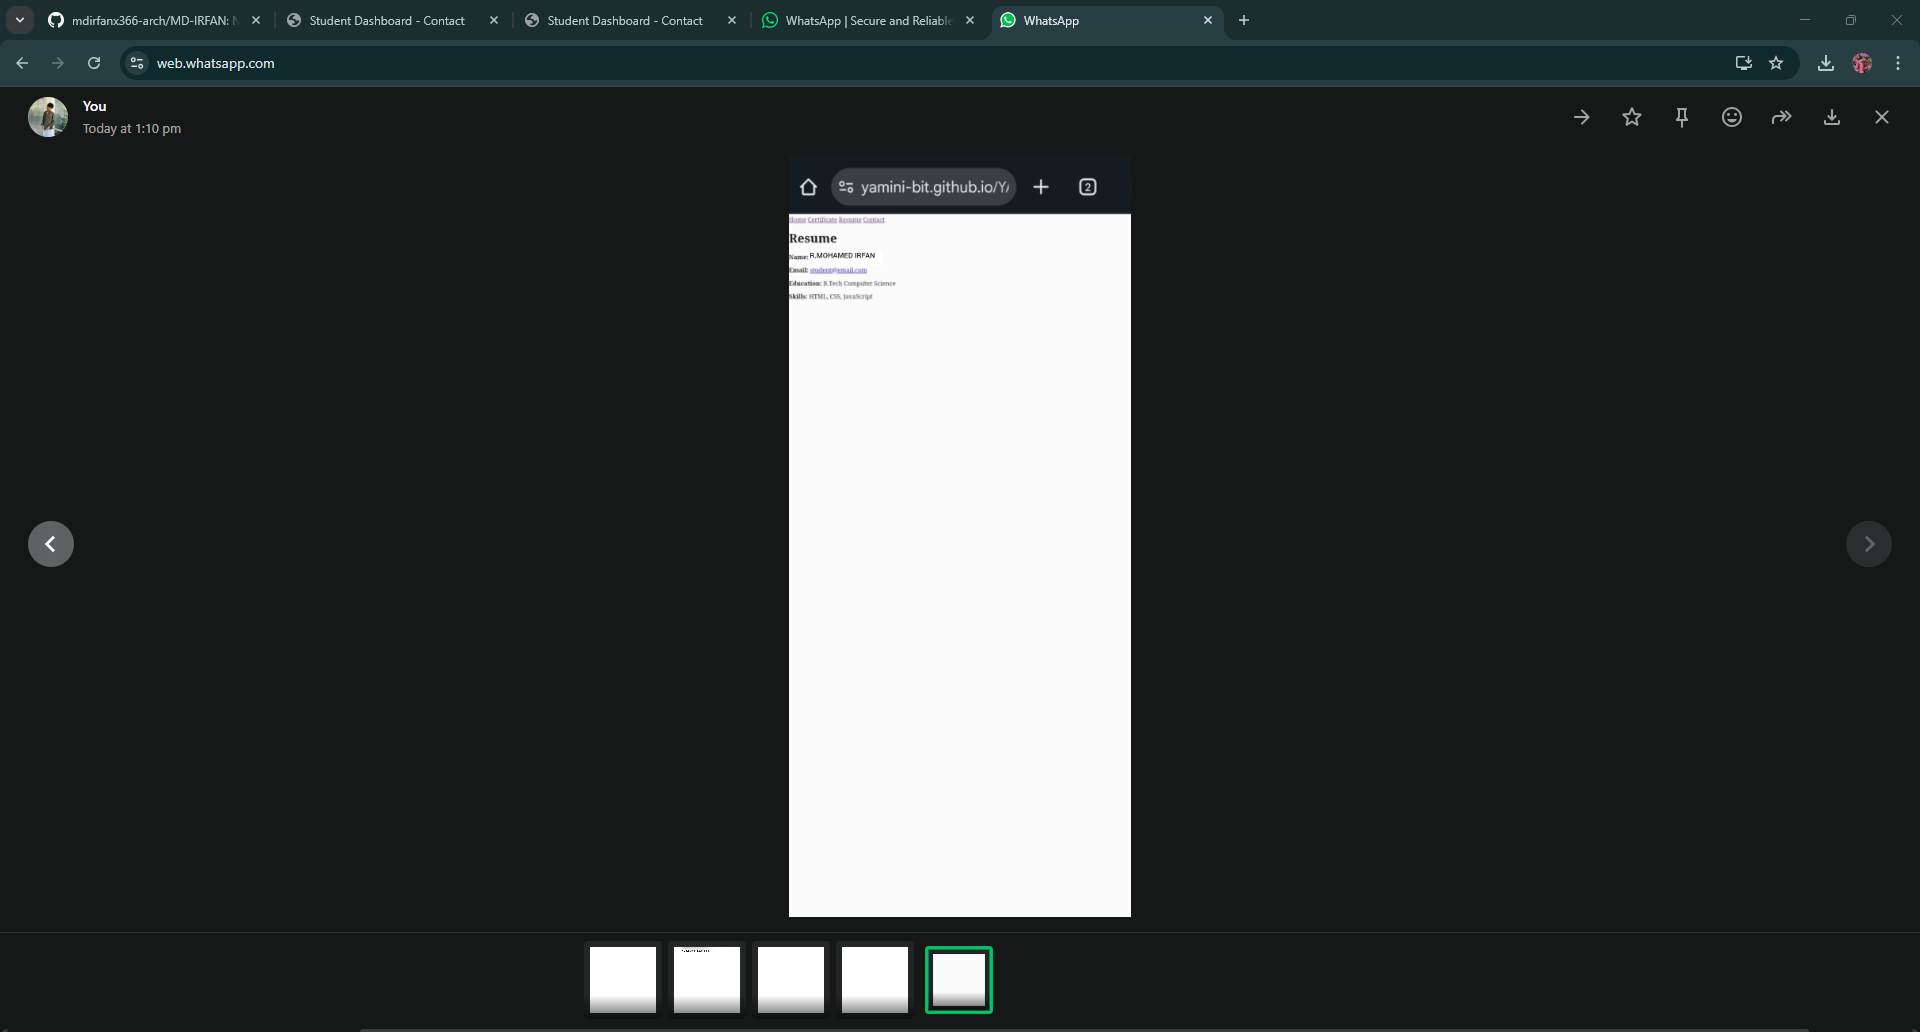 mdirfanx366-arch/MD-IRFAN:
Student Dashboard - Contact
Student Dashboard - Contact
WhatsApp | Secure and Reliable
WhatsApp
web.whatsapp.com
You
Today at 1:10 pm
yamini-bit.github.io/Y
2
Home Certificate Resume Contact
Resume
Name: R.MOHAMED IRFAN
Email: student@email.com
Education: B.Tech Computer Science
Skills: HTML, CSS, JavaScript